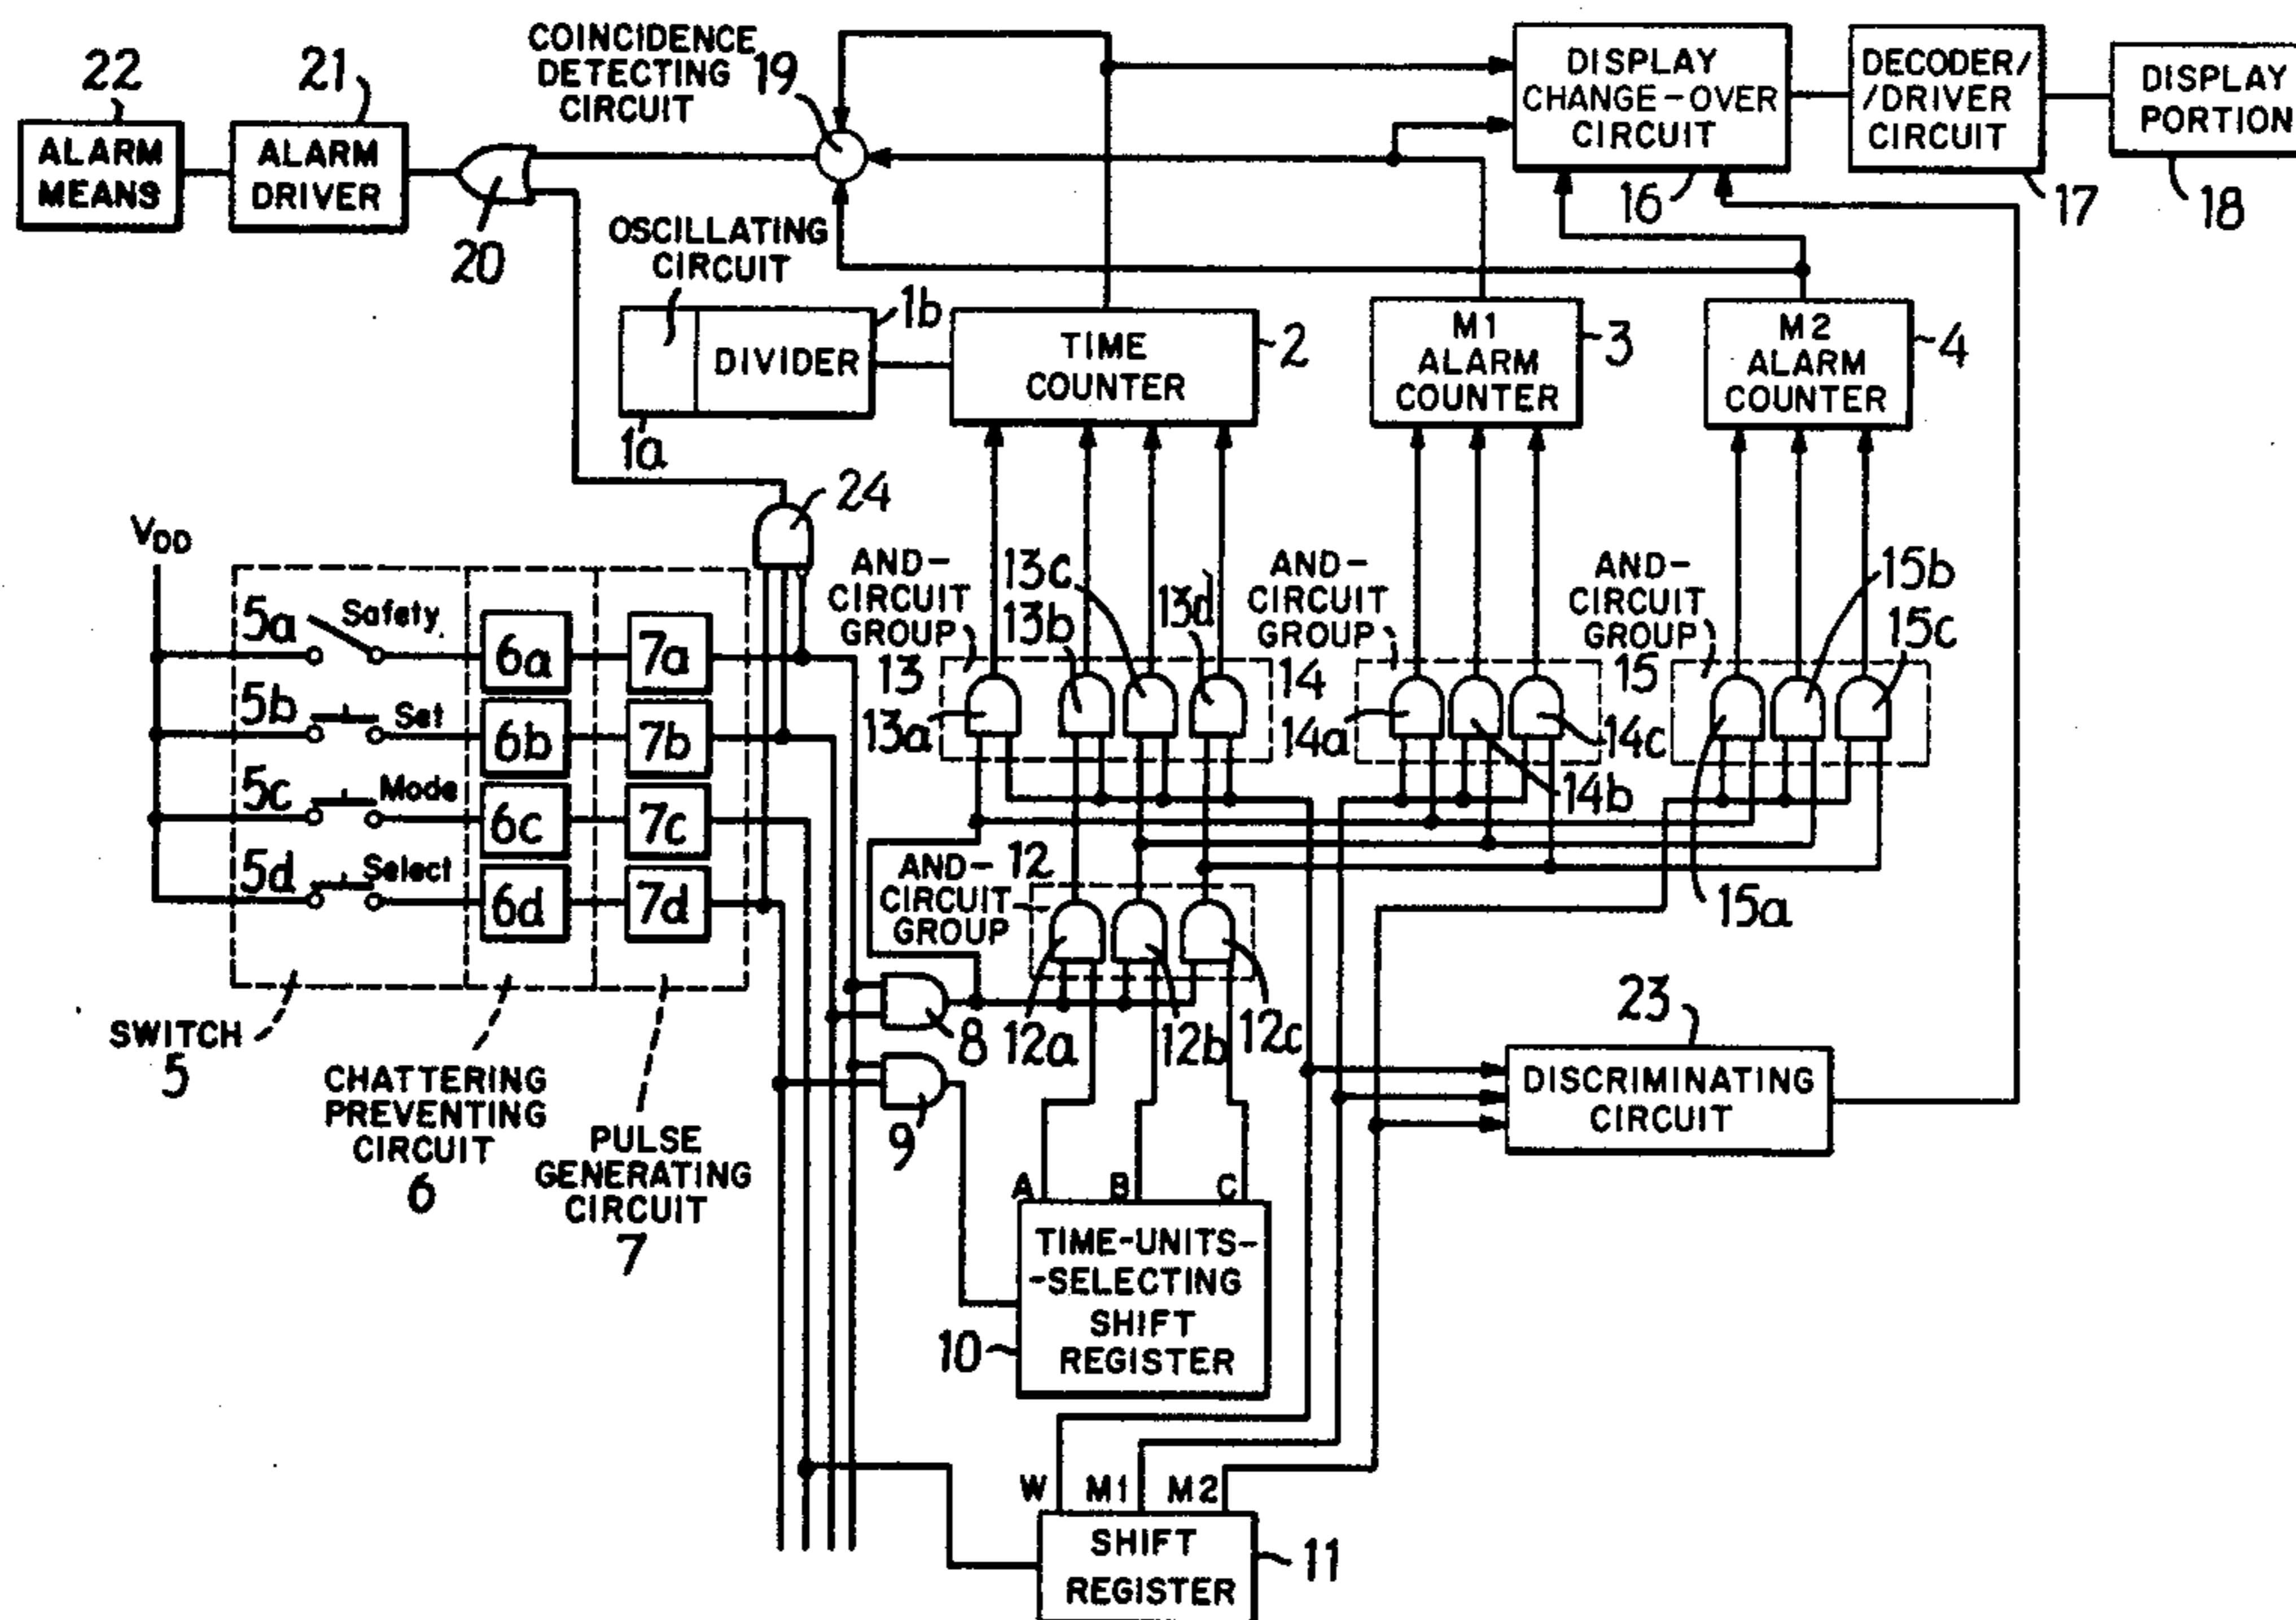 22
ALARM
MEANS
21
ALARM
DRIVER
20
COINCIDENCE
DETECTING
CIRCUIT
19
DISPLAY
CHANGE-OVER
CIRCUIT
16
DECODER/
/DRIVER
CIRCUIT
17
DISPLAY
PORTION
18
OSCILLATING
CIRCUIT
1a
1b
DIVIDER
TIME
COUNTER
2
M1
ALARM
COUNTER
3
M2
ALARM
COUNTER
4
24
VDD
5a
Safety
6a
7a
5b
Set
6b
7b
5c
Mode
6c
7c
5d
Select
6d
7d
SWITCH
5
CHATTERING
PREVENTING
CIRCUIT
6
PULSE
GENERATING
CIRCUIT
7
AND-
CIRCUIT
GROUP
13
13a
13b
13c
13d
AND-
CIRCUIT
GROUP
14
14a
14b
14c
AND-
CIRCUIT
GROUP
15
15a
15b
15c
AND-
CIRCUIT
GROUP
12
12a
12b
12c
8
9
23
DISCRIMINATING
CIRCUIT
A
B
C
TIME-UNITS-
-SELECTING
SHIFT
REGISTER
10
W
M1
M2
SHIFT
REGISTER
11